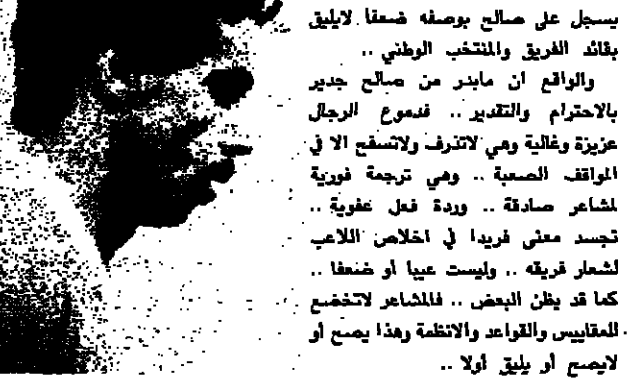 يسجل على صالح بوصفه ضعفا لايليق
بقائد الفريق والمنتخب الوطني ..
والواقع ان مابدر من صالح جدير
بالاحترام والتقدير .. فدموع الرجال
عزيزة وغالية وهي لاتذرف ولاتسفح الا في
المواقف الصعبة .. وهي ترجمة فورية
لمشاعر صادقة .. وردة فعل عفوية ..
تجسد معنى فريدا في اخلاص اللاعب
لشعار فريقه .. وليست عيبا أو ضعفا ..
كما قد يظن البعض .. فالمشاعر لاتخضع
للمقاييس والقواعد والانظمة وهذا يصح أو
لايصح أو يليق أولا ..